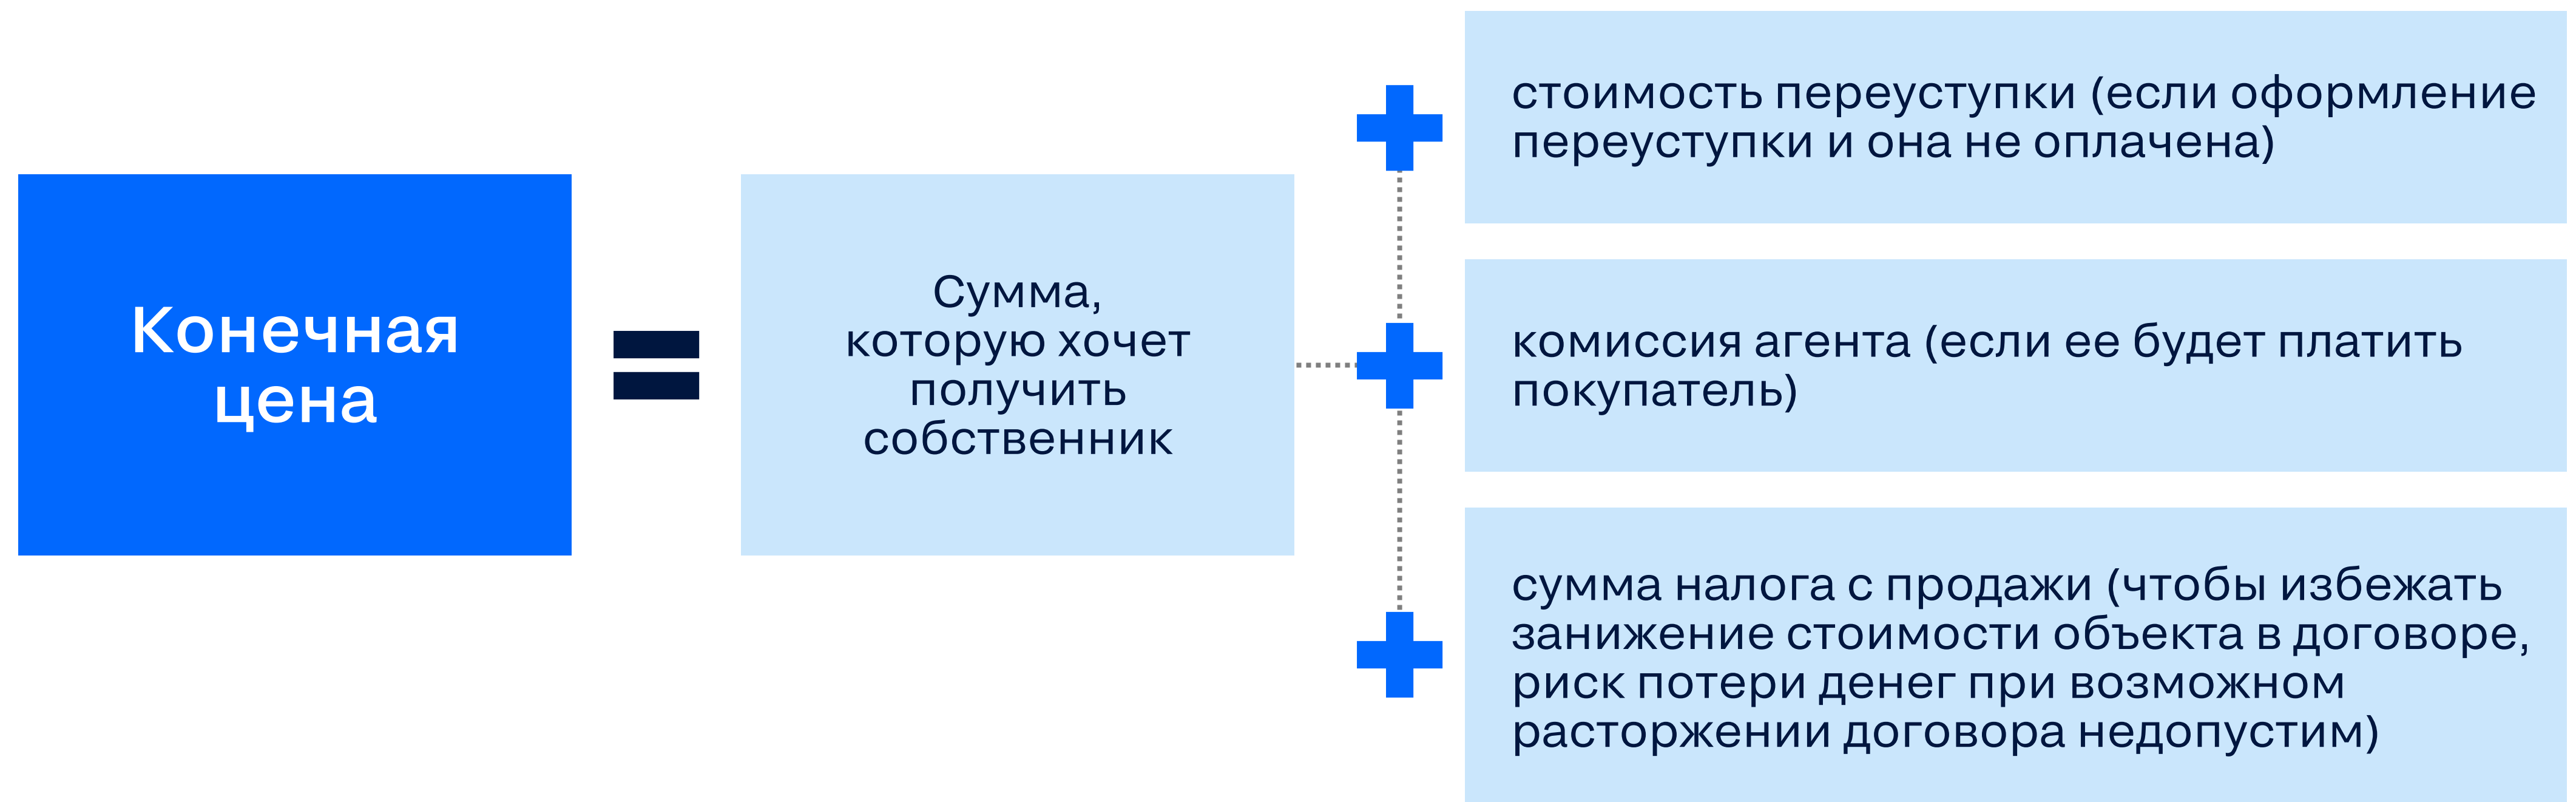 Конечная
цена
Сумма,
которую хочет
получить
собственник
стоимость переуступки (если оформление
переуступки и она не оплачена)
комиссия агента (если ее будет платить
покупатель)
сумма налога с продажи (чтобы избежать
занижение стоимости объекта в договоре,
риск потери денег при возможном
расторжении договора недопустим)